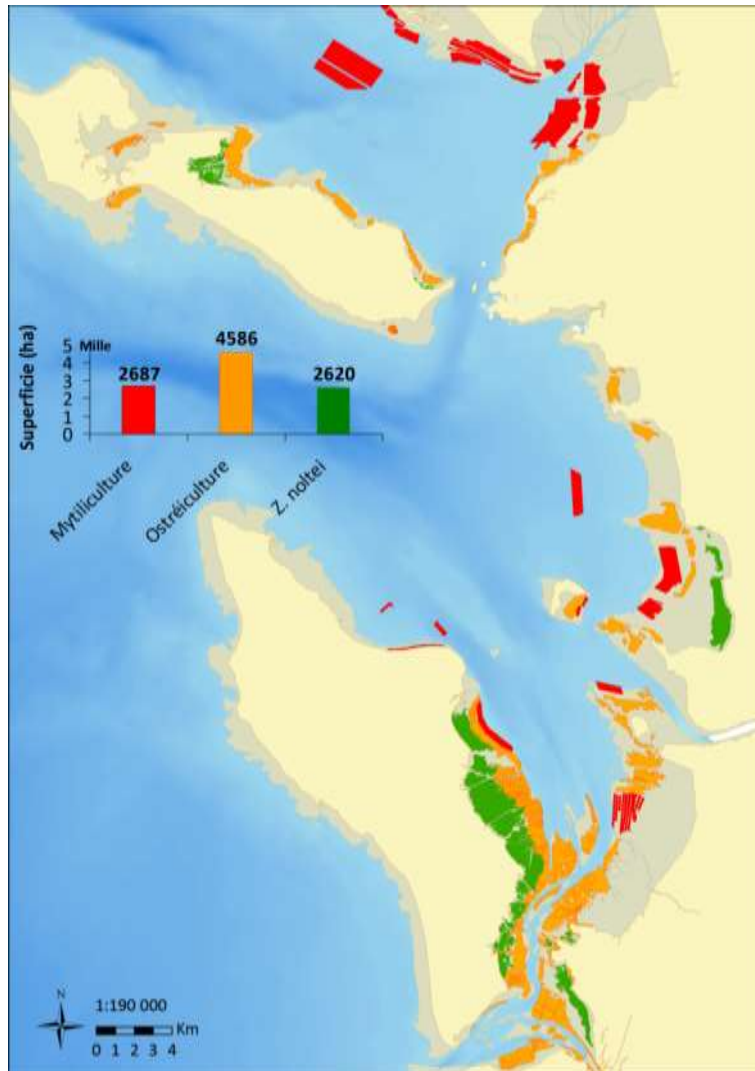 Superficie (ha)
Mille
5
4
3
2
1
0
2687
4586
2620
Mytiliculture
Ostréiculture
Z. noltei
N
1:190 000
Km
0 1 2 3 4